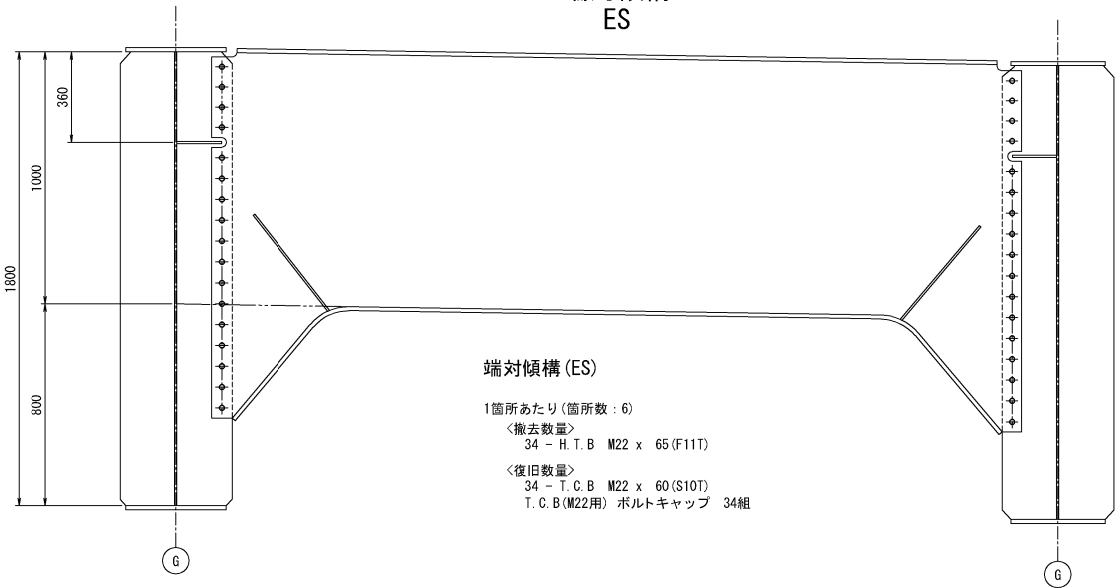 ES
360
1000
1800
800
端対傾構(ES)
1箇所あたり(箇所数:6)
<撤去数量>
34 - H.T.B M22 x 65(F11T)
<復旧数量>
34 - T.C.B M22 x 60(S10T)
T.C.B(M22用) ボルトキャップ 34組
G
G